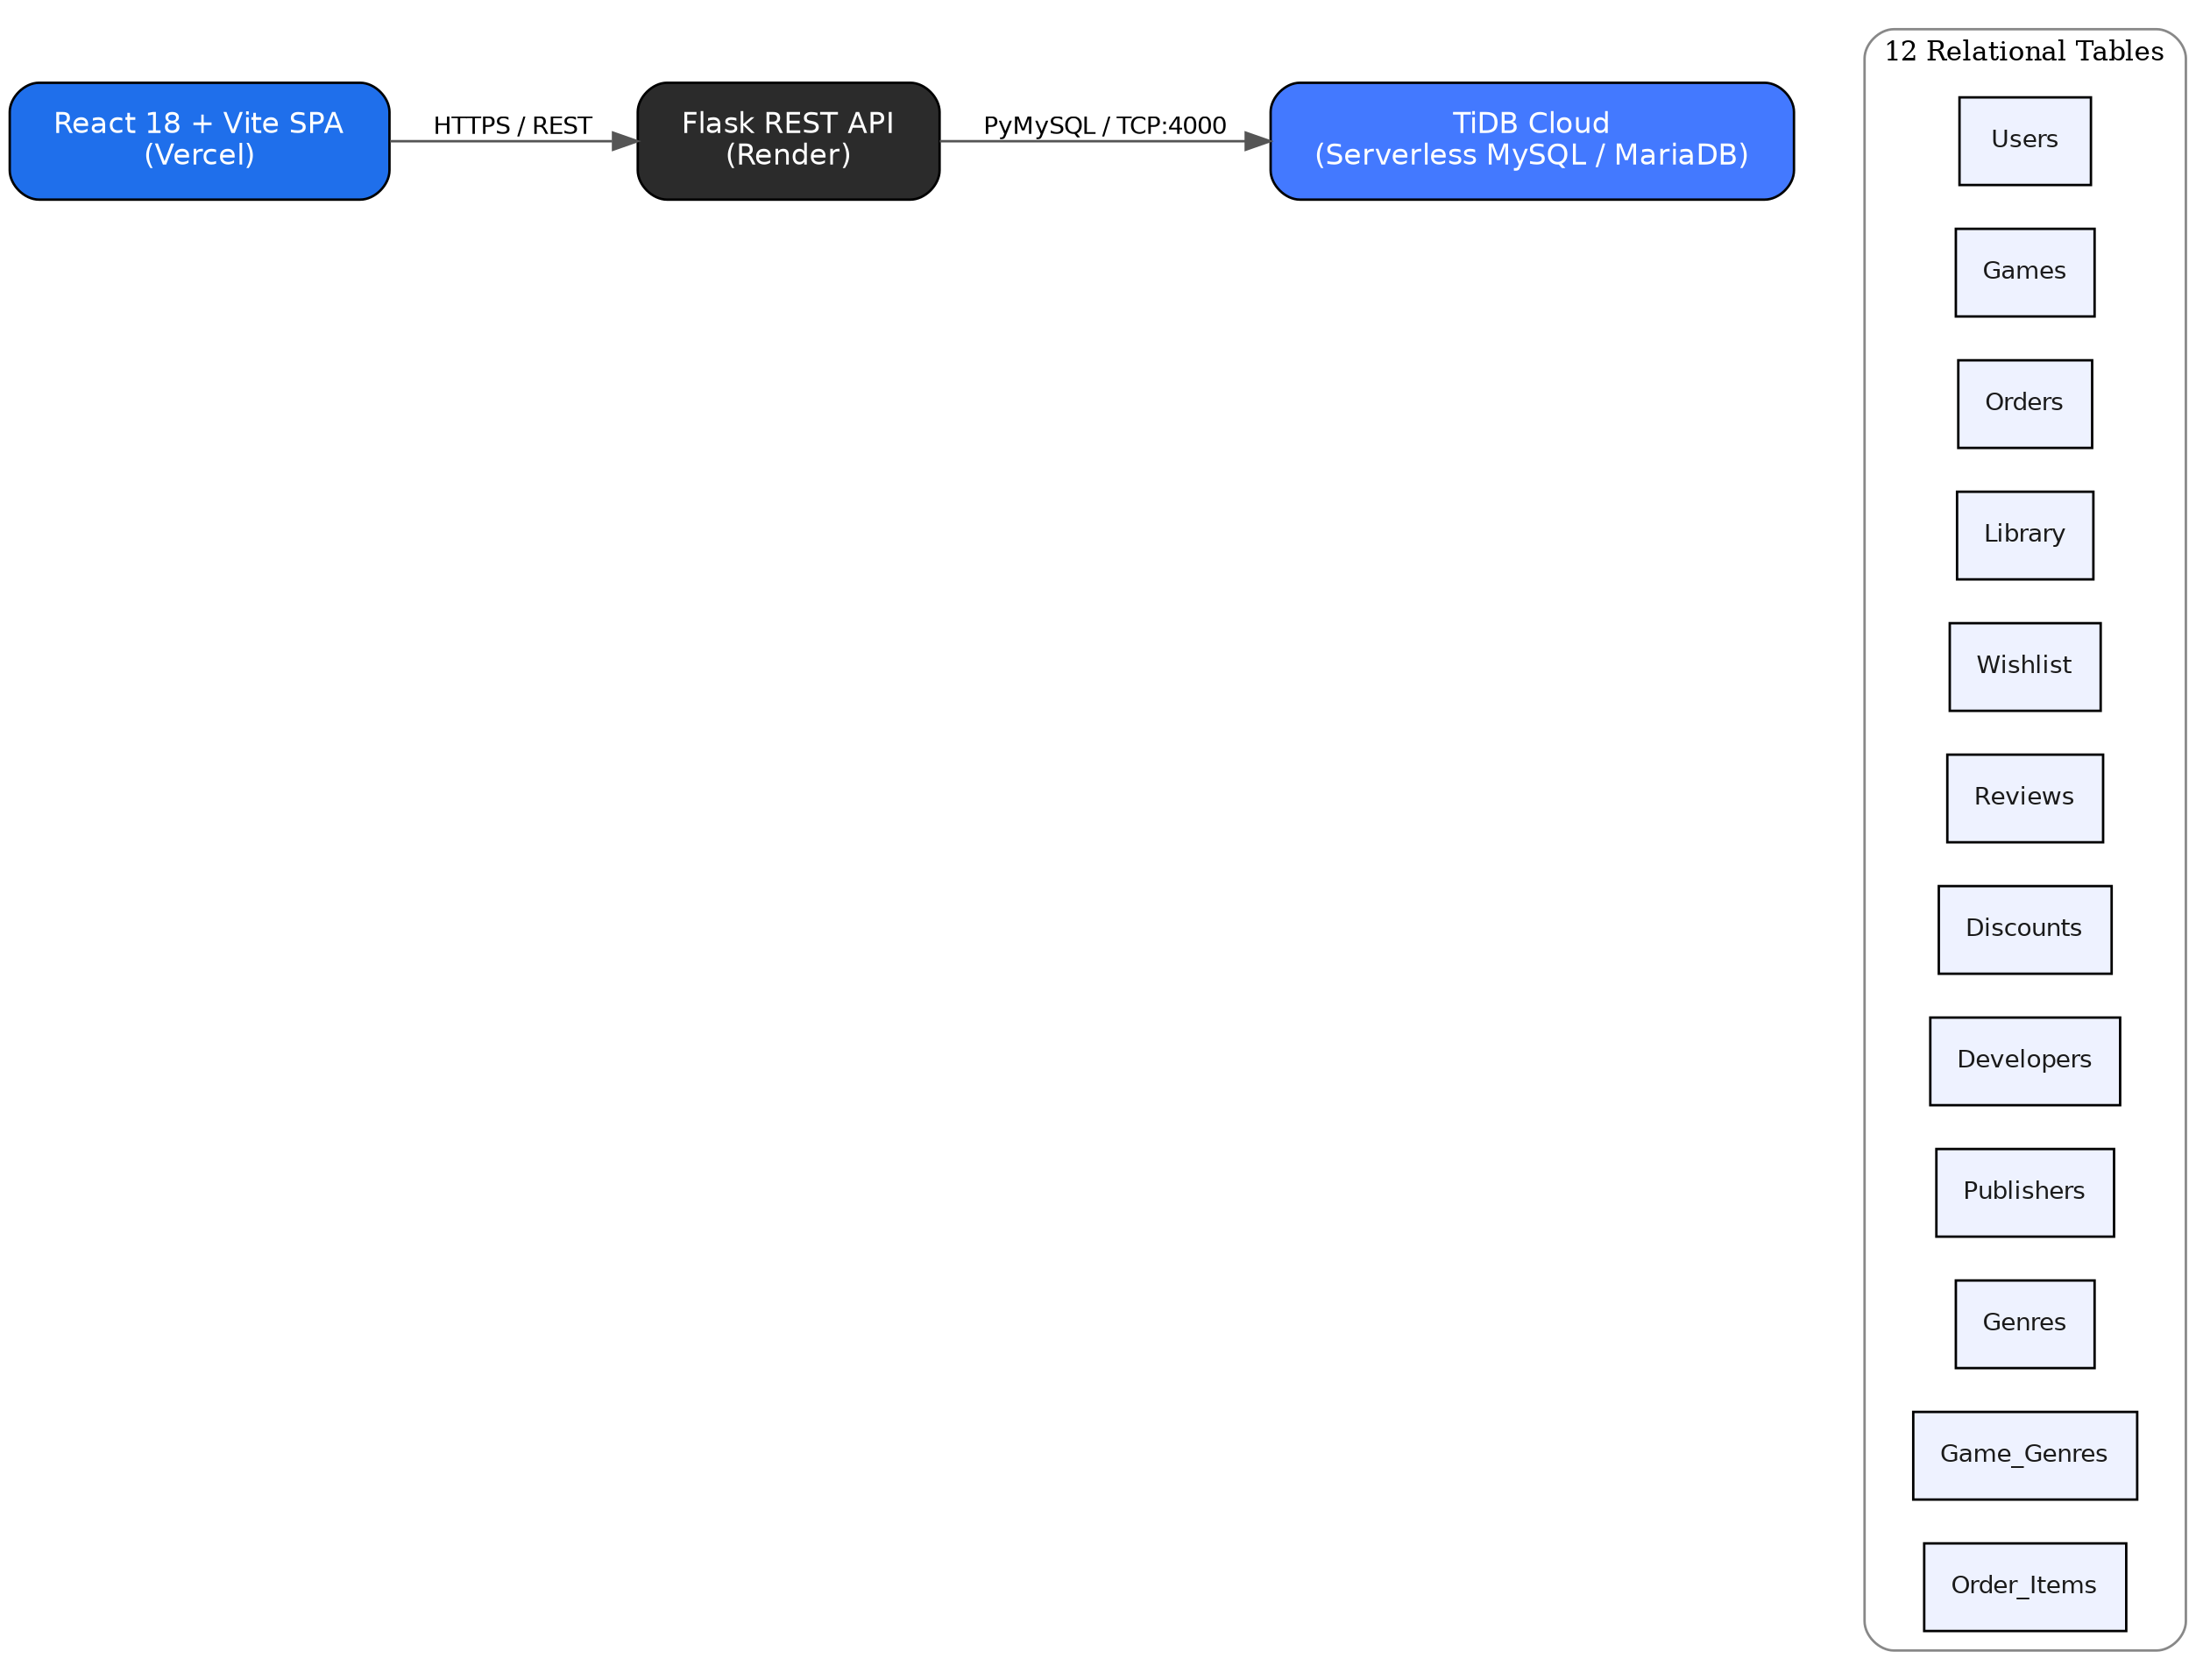 React 18 + Vite SPA
(Vercel)
HTTPS / REST
Flask REST API
(Render)
PyMySQL / TCP:4000
TiDB Cloud
(Serverless MySQL / MariaDB)
12 Relational Tables
Users
Games
Orders
Library
Wishlist
Reviews
Discounts
Developers
Publishers
Genres
Game_Genres
Order_Items